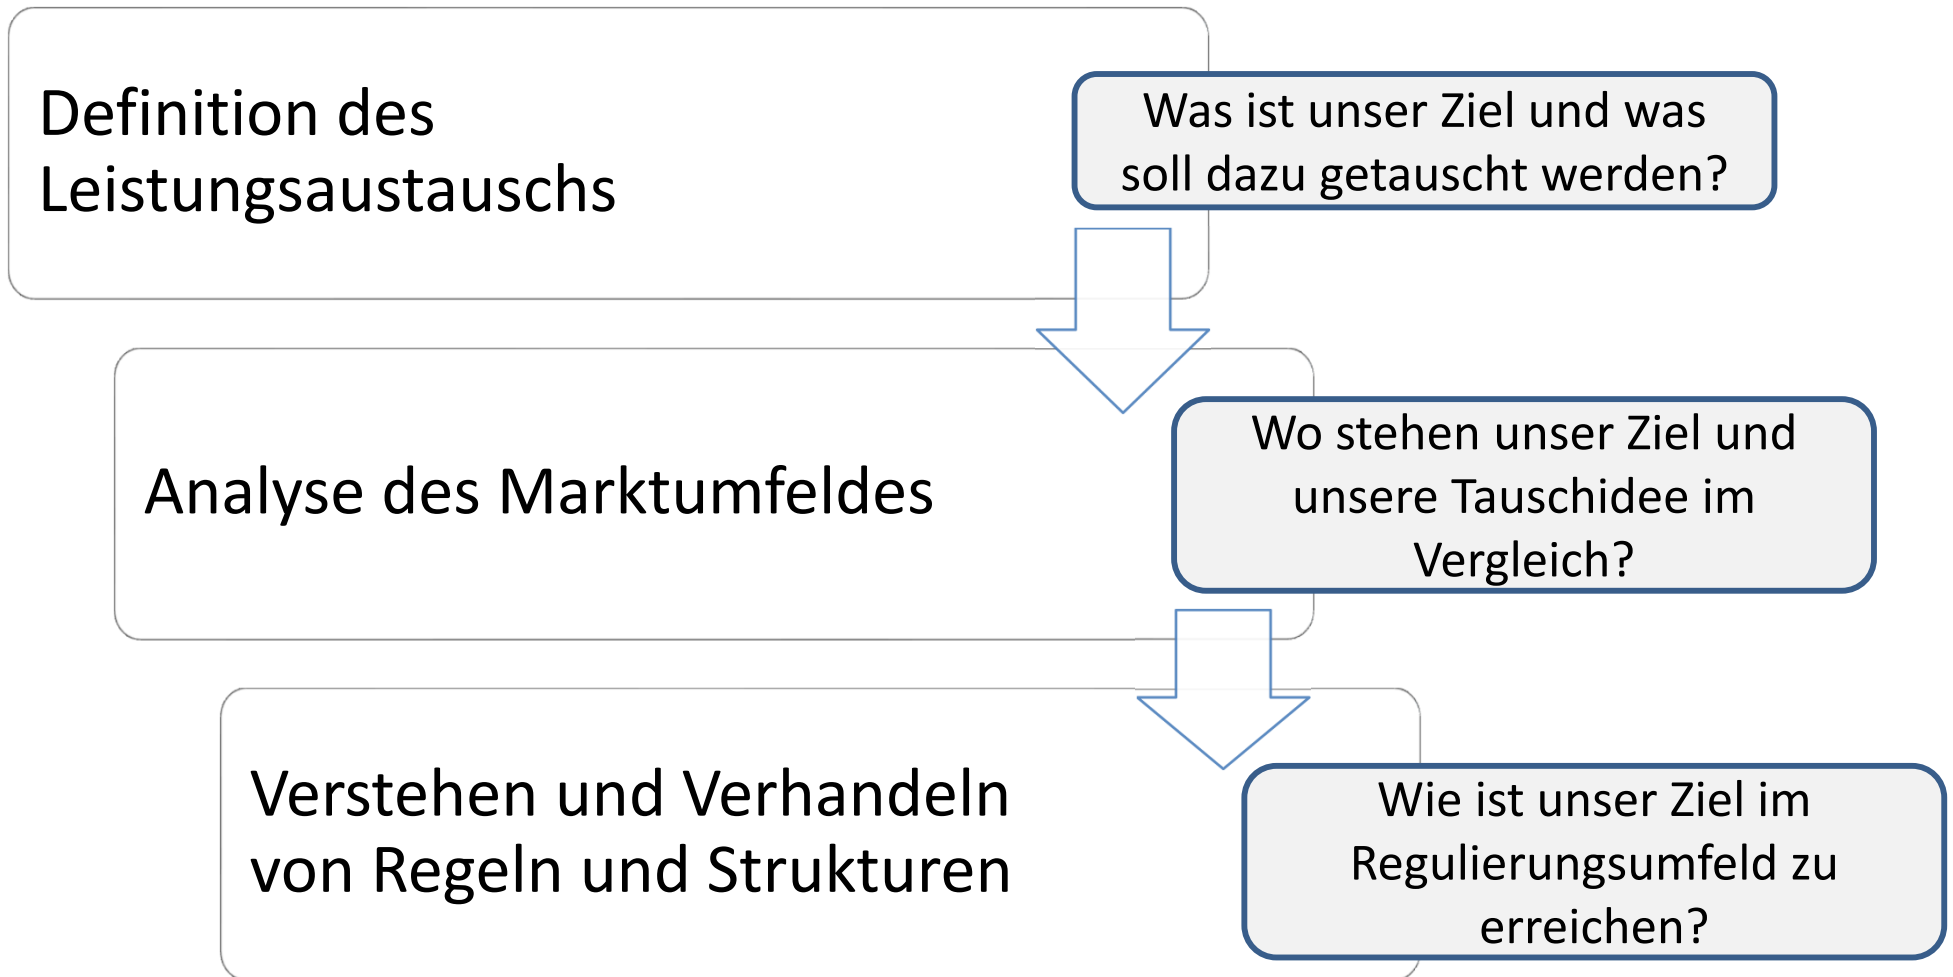 Definition des
Leistungsaustauschs
Was ist unser Ziel und was
soll dazu getauscht werden?
Analyse des Marktumfeldes
Wo stehen unser Ziel und
unsere Tauschidee im
Vergleich?
Verstehen und Verhandeln
von Regeln und Strukturen
Wie ist unser Ziel im
Regulierungsumfeld zu
erreichen?